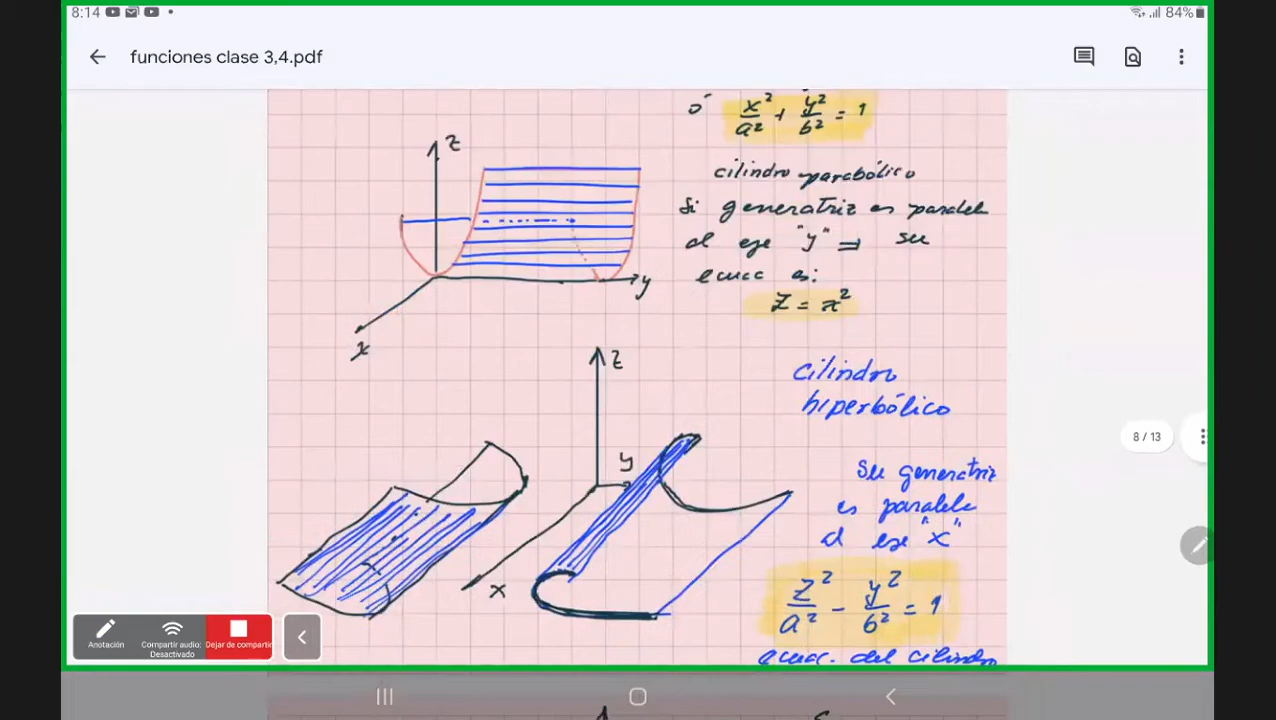 8:14
84%
funciones clase 3,4.pdf
ó x²/a² + y²/b² = 1
z
cilindro parabólico
Si generatriz es paralel
al eje "y" ⇒ su
ecuac es:
z = x²
y
x
z
cilindro
hiperbólico
y
8 / 13
su generatriz
es paralela
al eje "x"
x
z²/a² - y²/b² = 1
Anotación
Compartir audio:
Desactivado
Dejar de comparti
ecuac. del cilindro